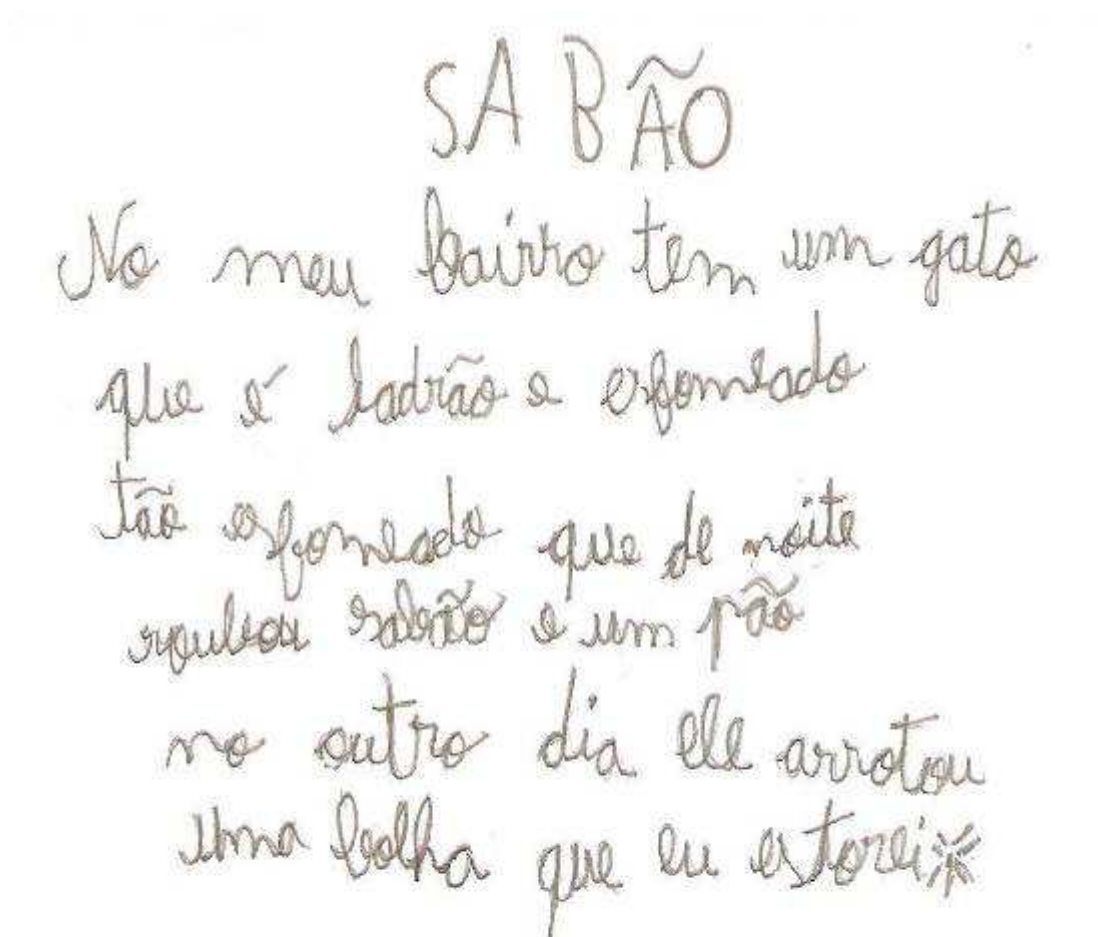 SABÃO
No meu bairro tem um gato
que é ladrão e esfomeado
tão esfomeado que de noite
roubou sabão e um pão
no outro dia ele arrotou
uma bolha que eu estorei